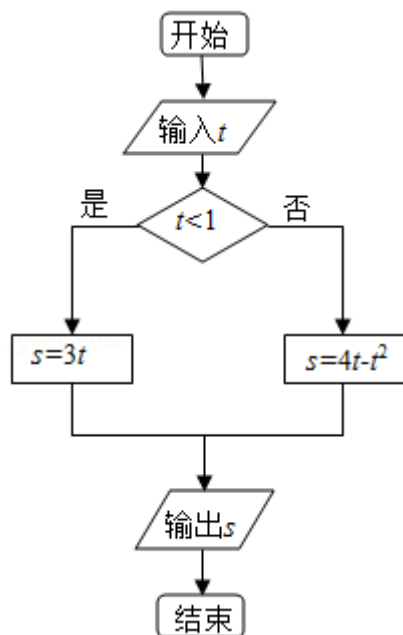 开始
输入t
是
t<1
否
s=3t
s=4t-t²
输出s
结束